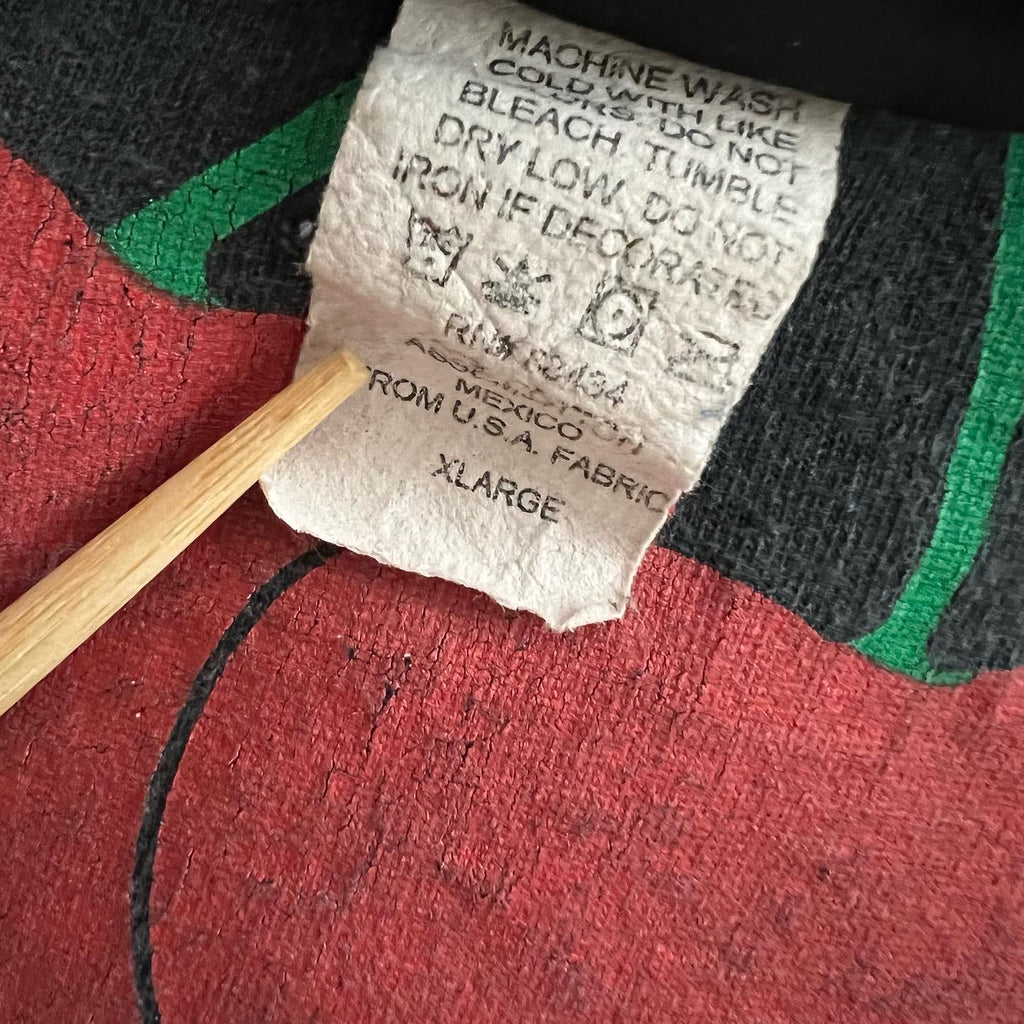 MACHINE WASH
COLD WITH LIKE
COLORS. DO NOT
BLEACH. TUMBLE
DRY LOW. DO NOT
IRON IF DECORATED
MEXICO
FROM U.S.A. FABRIC
XLARGE